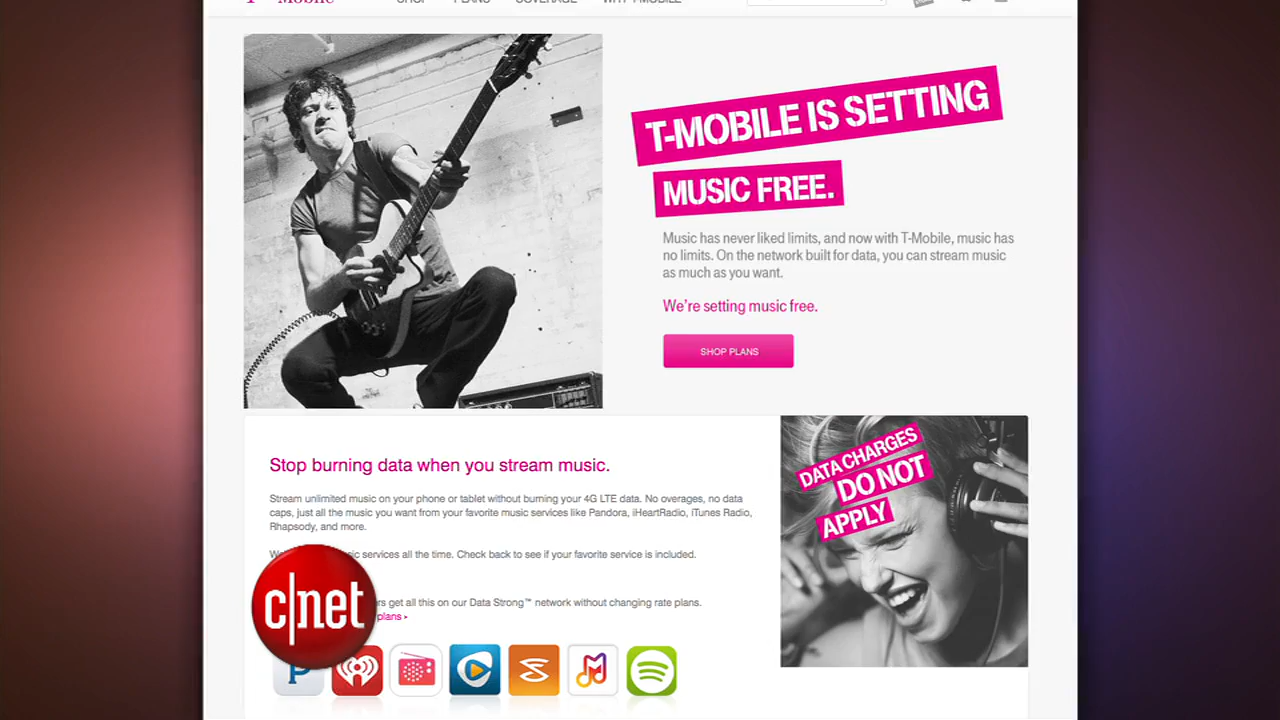 T-MOBILE IS SETTING
MUSIC FREE.
Music has never liked limits, and now with T-Mobile, music has
no limits. On the network built for data, you can stream music
as much as you want.
We're setting music free.
SHOP PLANS
DATA CHARGES
DO NOT
APPLY
Stop burning data when you stream music.
Stream unlimited music on your phone or tablet without burning your 4G LTE data. No overages, no data
caps, just all the music you want from your favorite music services like Pandora, iHeartRadio, iTunes Radio,
Rhapsody, and more.
services all the time. Check back to see if your favorite service is included.
get all this on our Data Strong™ network without changing rate plans.
plans ▸
c|net